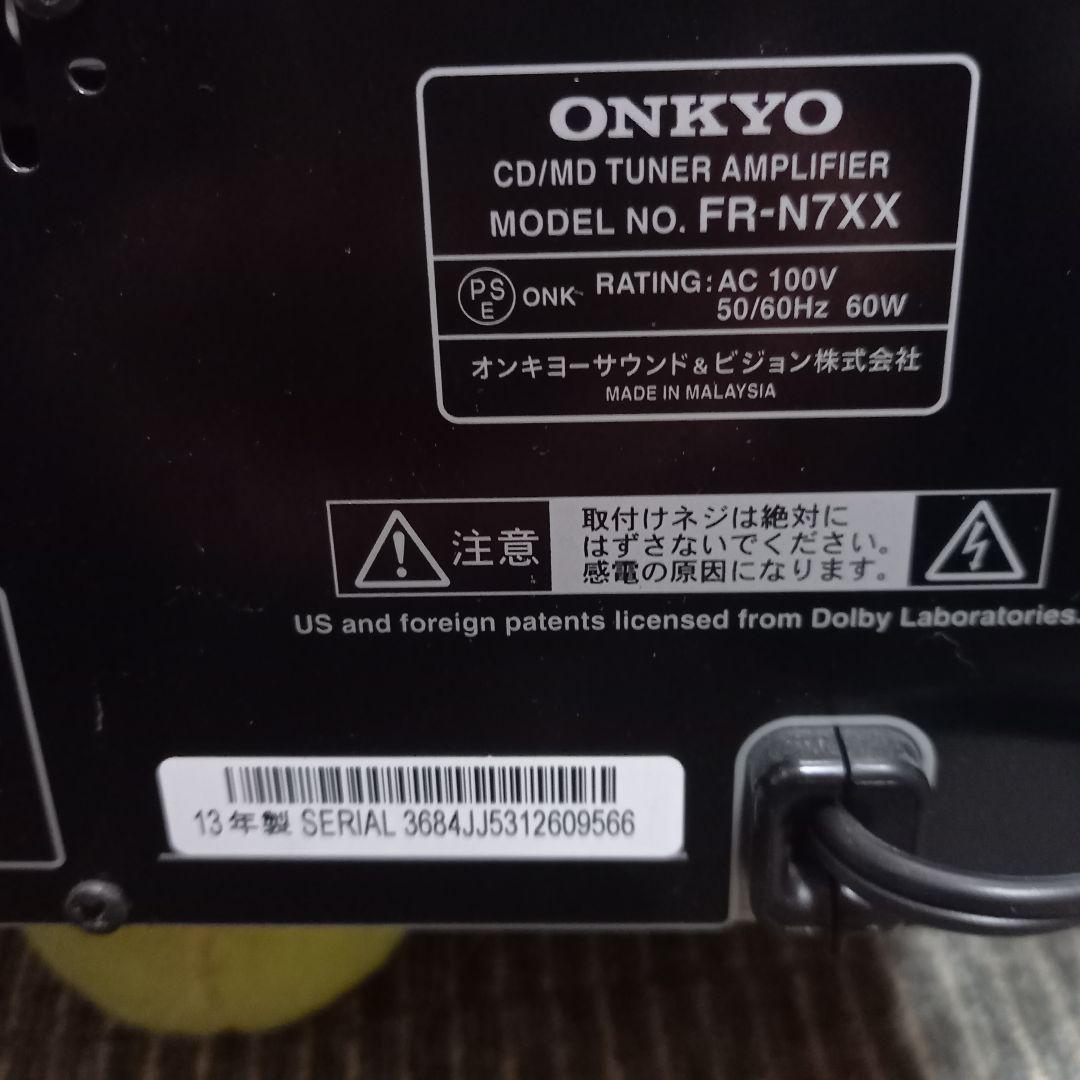 ONKYO
CD/MD TUNER AMPLIFIER
MODEL NO. FR-N7XX
PS
E
ONK
RATING: AC 100V
50/60Hz 60W
オンキヨーサウンド&ビジョン株式会社
MADE IN MALAYSIA
注意
取付けネジは絶対に
はずさないでください。
感電の原因になります。
US and foreign patents licensed from Dolby Laboratories.
13年製 SERIAL 3684JJ5312609566